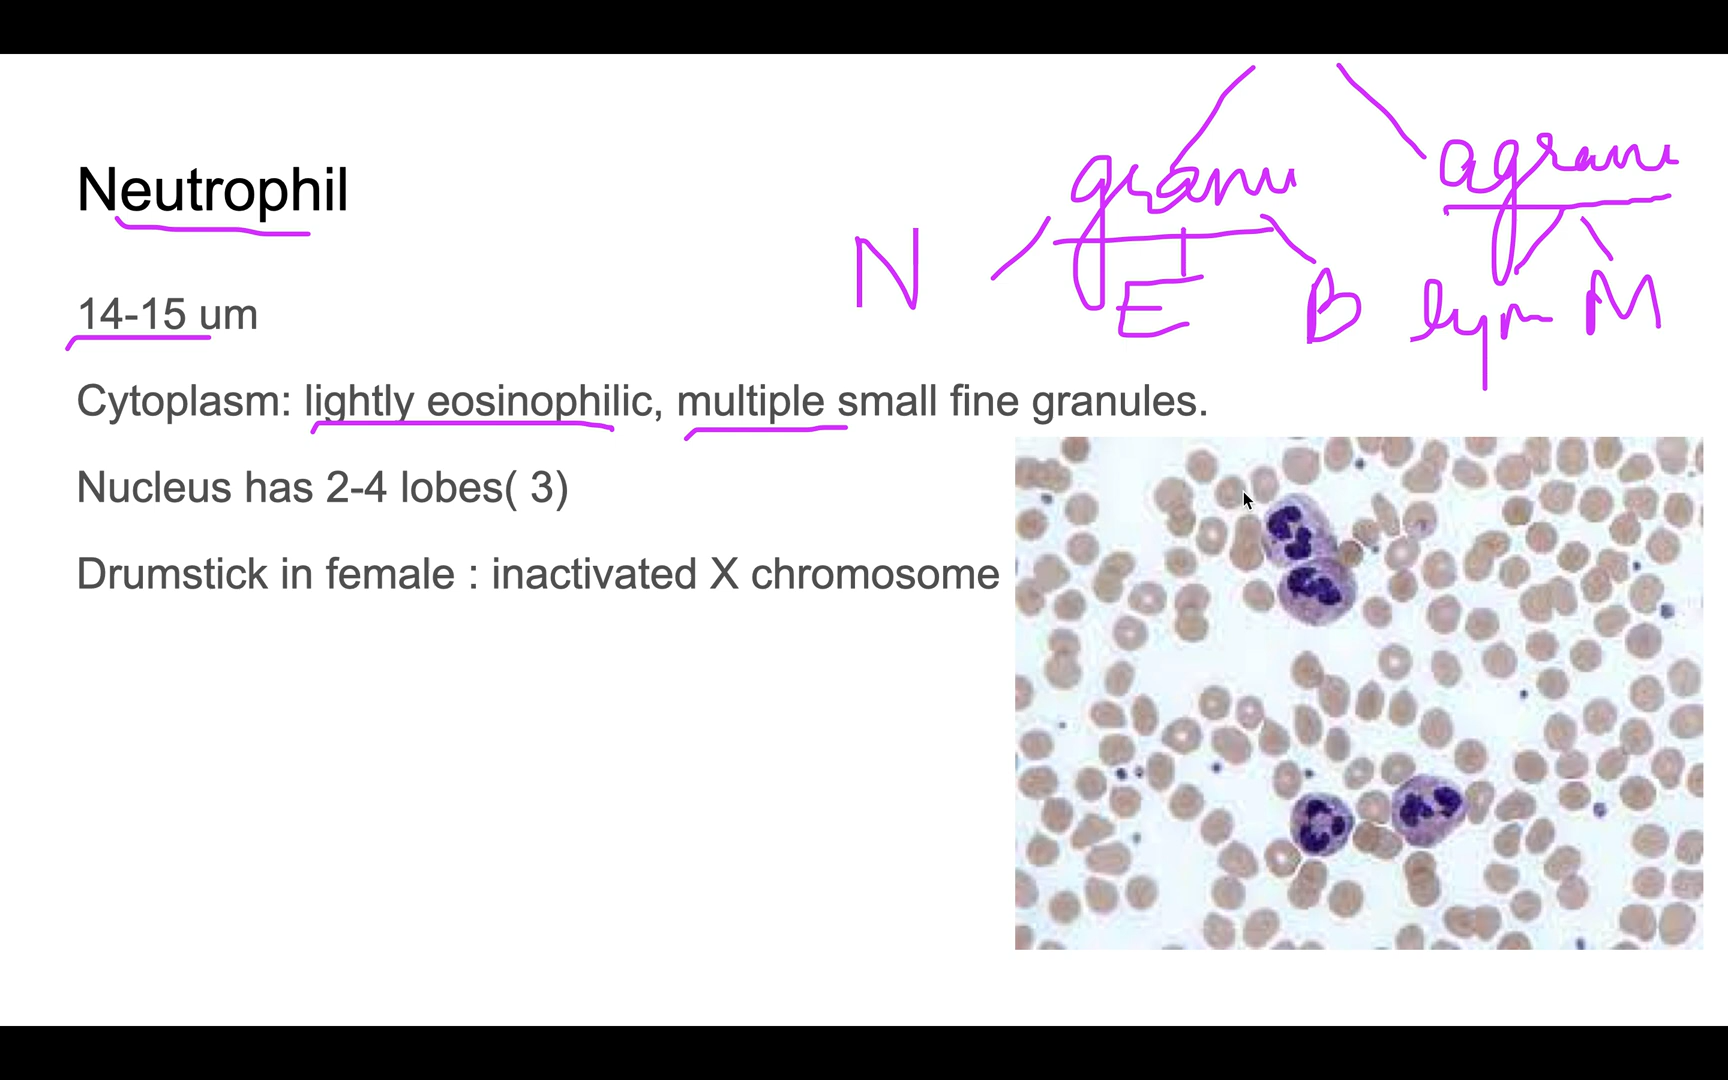 granu agranu
Neutrophil
N E B lym M
14-15 um
Cytoplasm: lightly eosinophilic, multiple small fine granules.
Nucleus has 2-4 lobes( 3)
Drumstick in female : inactivated X chromosome